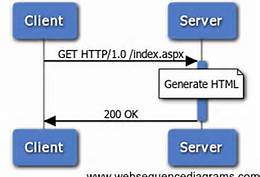 Client Server
GET HTTP/1.0 /index.aspx
Generate HTML
200 OK
Client Server
www.websequencediagrams.com